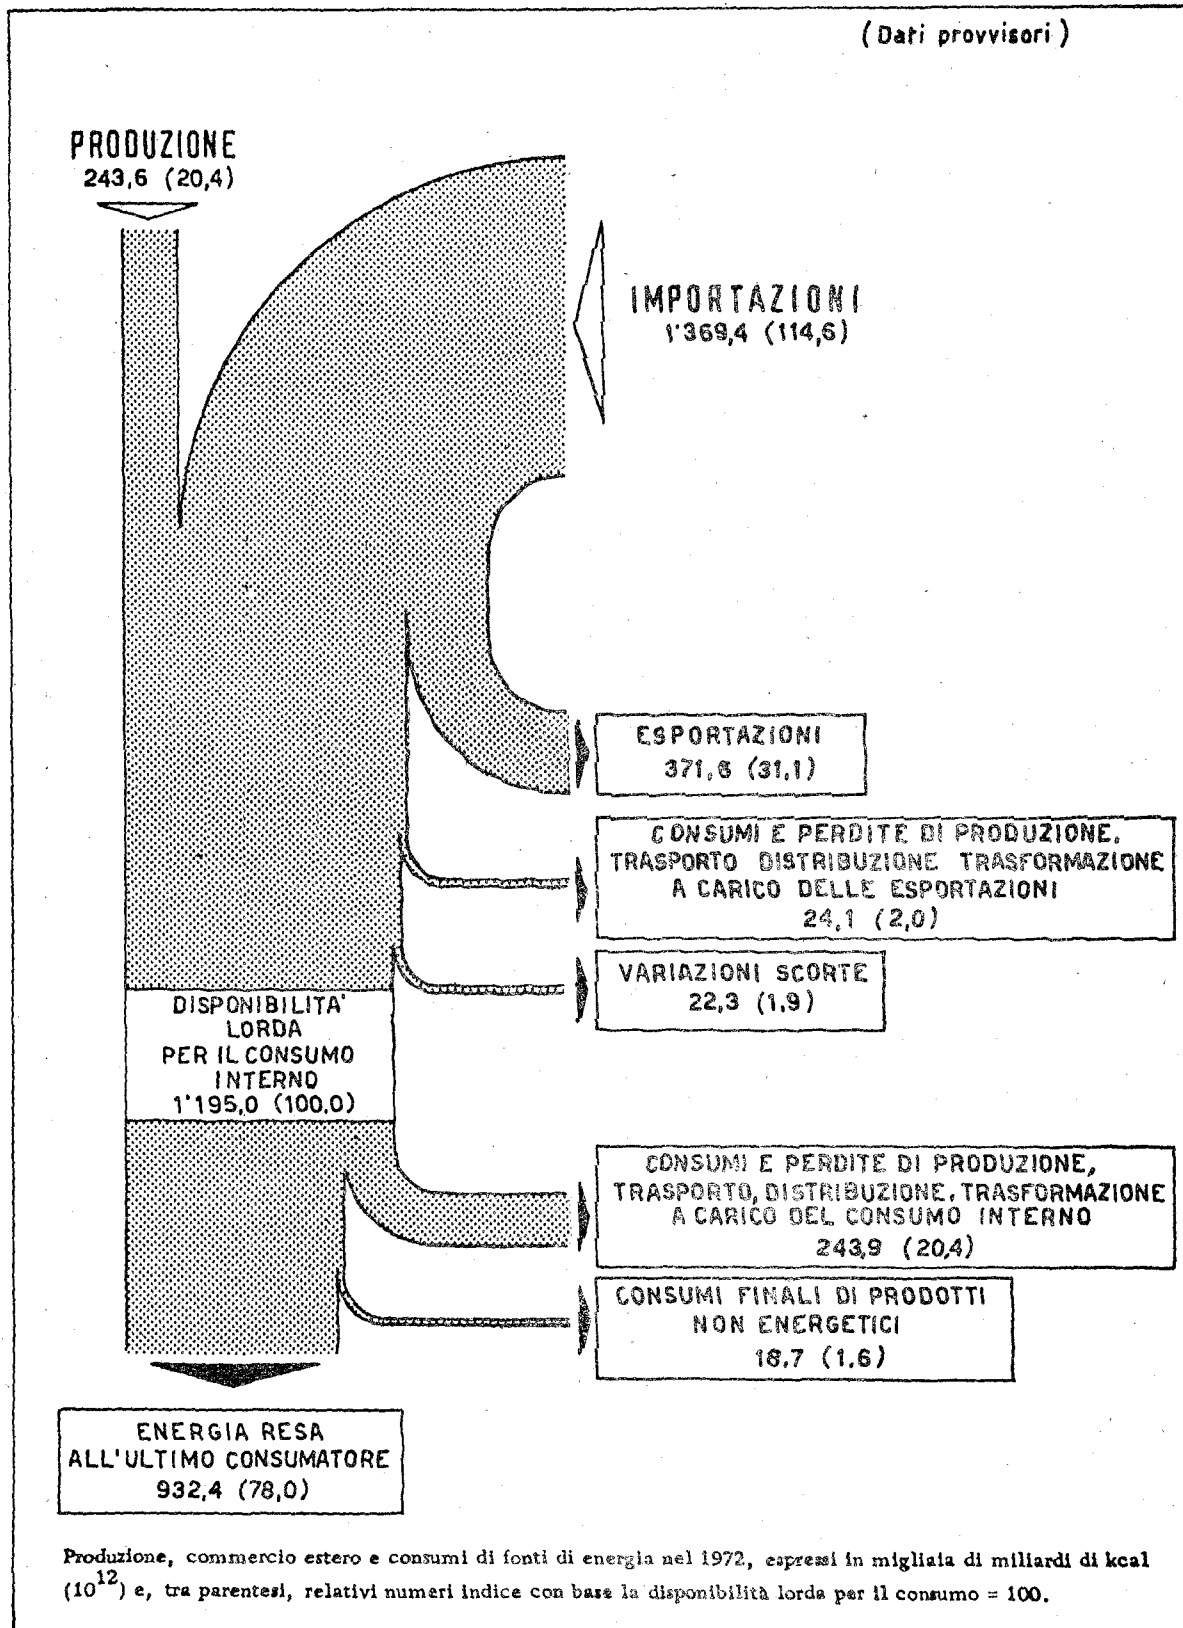 (Dati provvisori)
PRODUZIONE
243,6 (20,4)
IMPORTAZIONI
1'369,4 (114,6)
ESPORTAZIONI
371,6 (31,1)
CONSUMI E PERDITE DI PRODUZIONE,
TRASPORTO DISTRIBUZIONE TRASFORMAZIONE
A CARICO DELLE ESPORTAZIONI
24,1 (2,0)
VARIAZIONI SCORTE
22,3 (1,9)
DISPONIBILITA'
LORDA
PER IL CONSUMO
INTERNO
1'195,0 (100,0)
CONSUMI E PERDITE DI PRODUZIONE,
TRASPORTO, DISTRIBUZIONE, TRASFORMAZIONE
A CARICO DEL CONSUMO INTERNO
243,9 (20,4)
CONSUMI FINALI DI PRODOTTI
NON ENERGETICI
18,7 (1,6)
ENERGIA RESA
ALL'ULTIMO CONSUMATORE
932,4 (78,0)
Produzione, commercio estero e consumi di fonti di energia nel 1972, espressi in migliaia di miliardi di kcal
(10^12) e, tra parentesi, relativi numeri indice con base la disponibilità lorda per il consumo = 100.